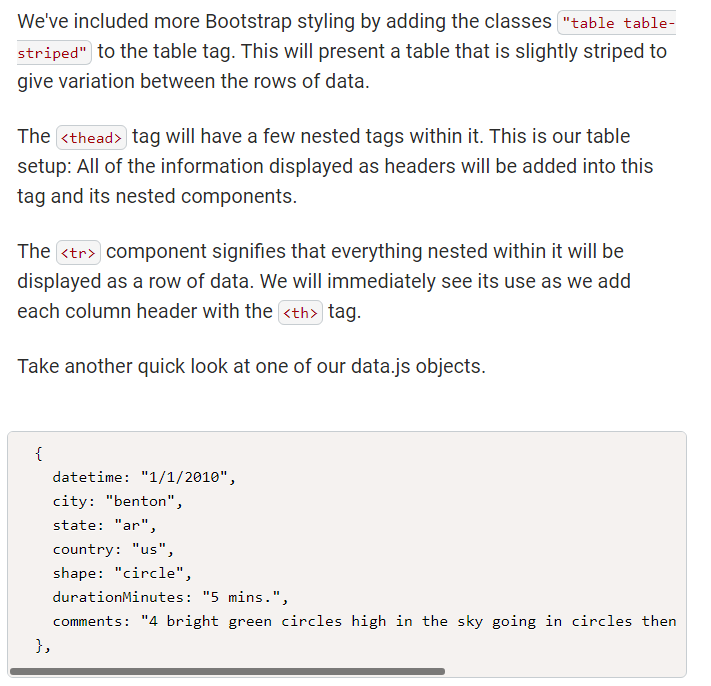 We've included more Bootstrap styling by adding the classes "table table-
striped" to the table tag. This will present a table that is slightly striped to
give variation between the rows of data.
The <thead> tag will have a few nested tags within it. This is our table
setup: All of the information displayed as headers will be added into this
tag and its nested components.
The <tr> component signifies that everything nested within it will be
displayed as a row of data. We will immediately see its use as we add
each column header with the <th> tag.
Take another quick look at one of our data.js objects.
{
datetime: "1/1/2010",
city: "benton",
state: "ar",
country: "us",
shape: "circle",
durationMinutes: "5 mins.",
comments: "4 bright green circles high in the sky going in circles then
},